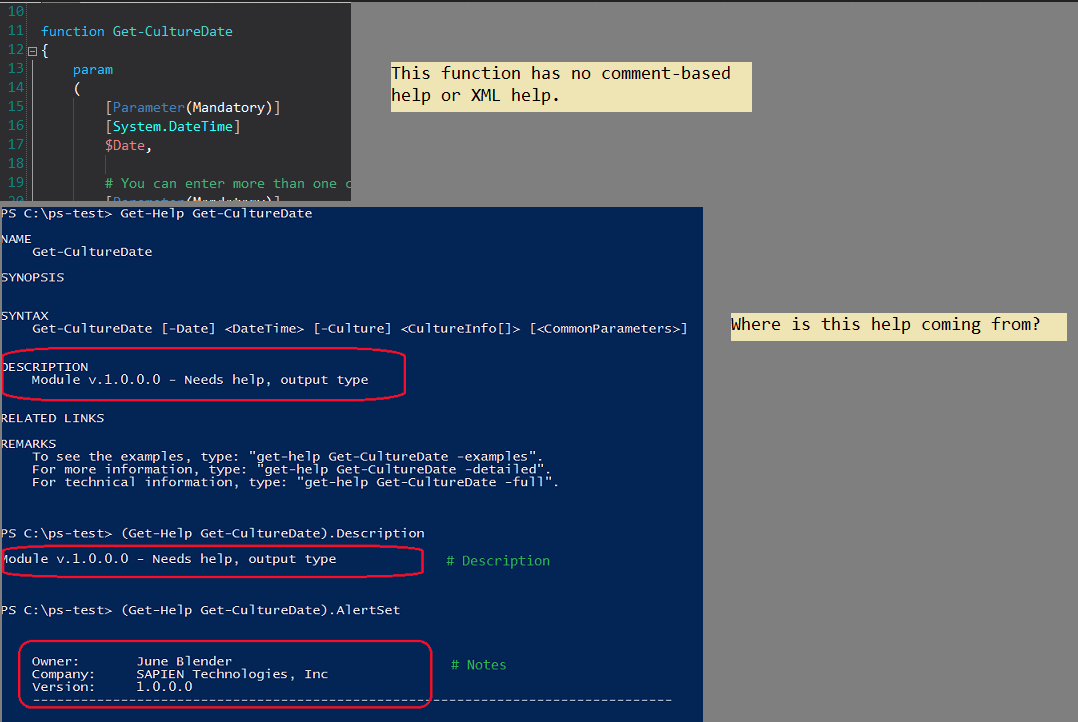 10
11 function Get-CultureDate
12 {
13 param
14 (
15 [Parameter(Mandatory)]
16 [System.DateTime]
17 $Date,
18
19 # You can enter more than one c
20 [Parameter(Mandatory)]
This function has no comment-based
help or XML help.
PS C:\ps-test> Get-Help Get-CultureDate
NAME
Get-CultureDate
SYNOPSIS
SYNTAX
Get-CultureDate [-Date] <DateTime> [-Culture] <CultureInfo[]> [<CommonParameters>]
Where is this help coming from?
DESCRIPTION
Module v.1.0.0.0 - Needs help, output type
RELATED LINKS
REMARKS
To see the examples, type: "get-help Get-CultureDate -examples".
For more information, type: "get-help Get-CultureDate -detailed".
For technical information, type: "get-help Get-CultureDate -full".
PS C:\ps-test> (Get-Help Get-CultureDate).Description
Module v.1.0.0.0 - Needs help, output type
# Description
PS C:\ps-test> (Get-Help Get-CultureDate).AlertSet
Owner: June Blender
Company: SAPIEN Technologies, Inc
Version: 1.0.0.0
# Notes
--------------------------------------------------------------------------------